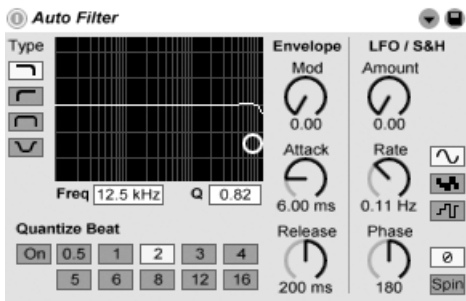 Auto Filter
Type
Envelope
LFO / S&H
Mod
Amount
0.00
0.00
Attack
Rate
6.00 ms
0.11 Hz
Freq 12.5 kHz
Q 0.82
Quantize Beat
Release
Phase
On 0.5 1 2 3 4
5 6 8 12 16
200 ms
180
Ø
Spin